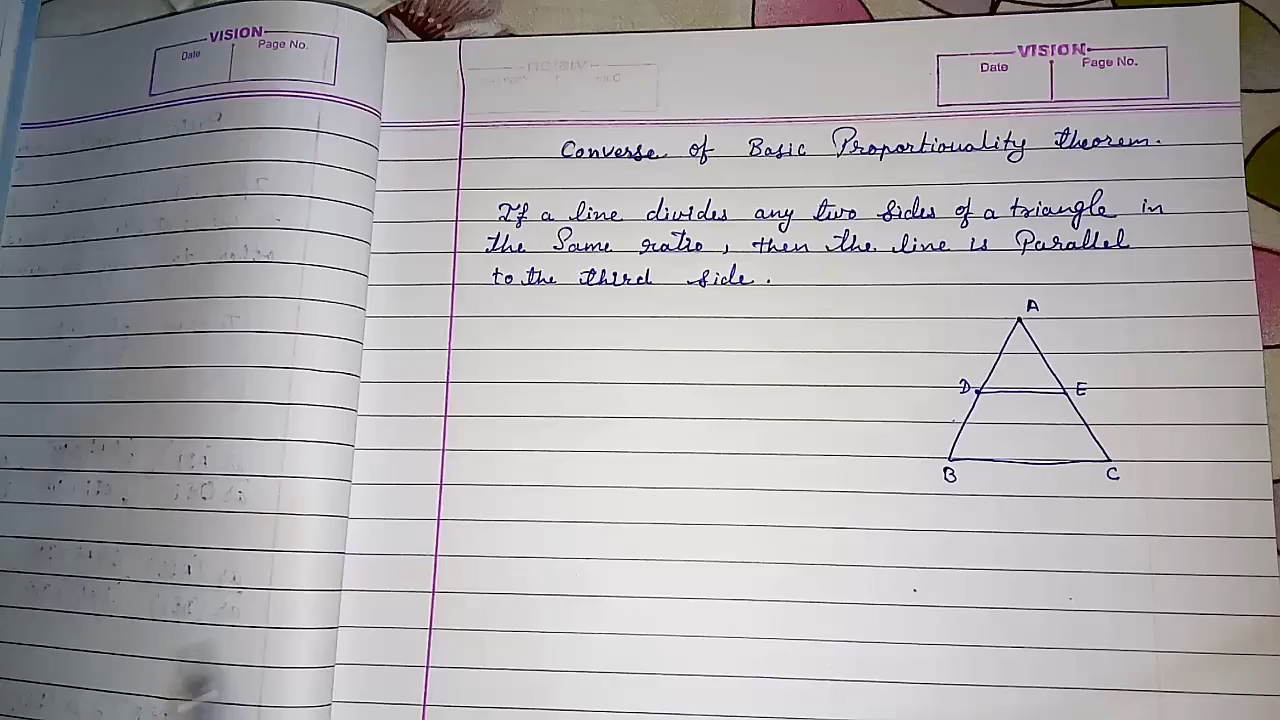 VISION
Date Page No.
VISION
Date Page No.
Converse of Basic Proportionality theorem.
If a line divides any two sides of a triangle in
the Same ratio, then the line is Parallel
to the third side.
A
D E
B C